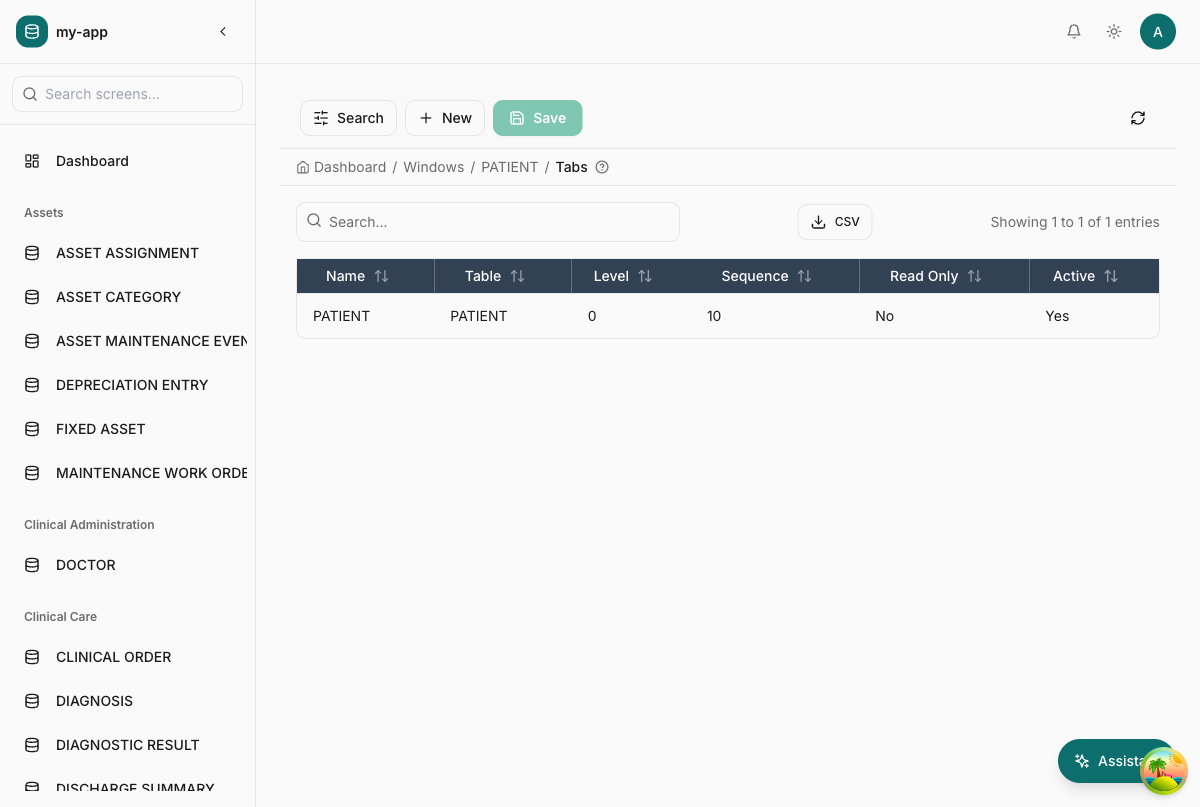 my-app
A
Search screens...
Dashboard
Assets
ASSET ASSIGNMENT
ASSET CATEGORY
ASSET MAINTENANCE EVEN
DEPRECIATION ENTRY
FIXED ASSET
MAINTENANCE WORK ORDE
Clinical Administration
DOCTOR
Clinical Care
CLINICAL ORDER
DIAGNOSIS
DIAGNOSTIC RESULT
DISCHARGE SUMMARY
Search New Save
Dashboard / Windows / PATIENT / Tabs
Search... CSV Showing 1 to 1 of 1 entries
Name Table Level Sequence Read Only Active
PATIENT PATIENT 0 10 No Yes
Assista